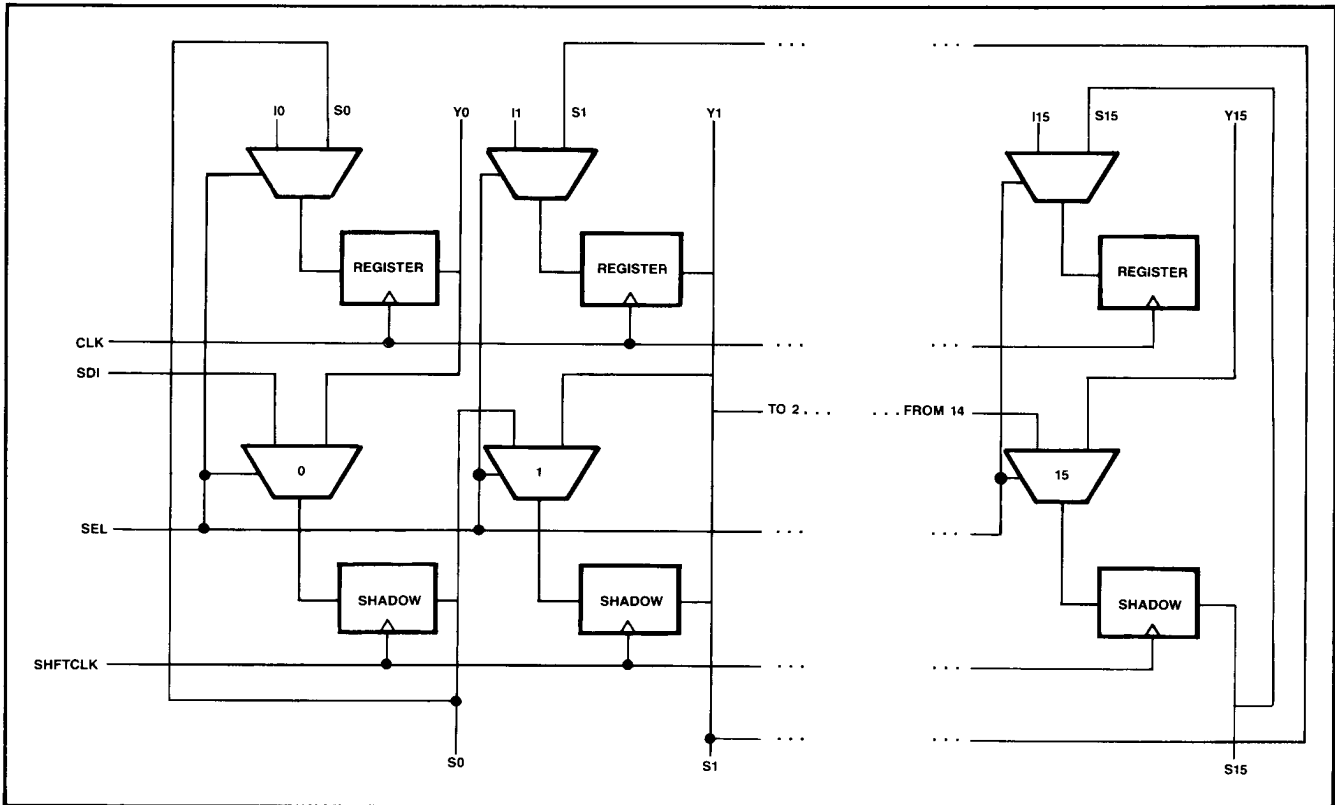 ... ...
I0 S0 Y0 I1 S1 Y1 I15 S15 Y15
REGISTER REGISTER REGISTER
CLK ... ...
SDI
TO 2 ... ... FROM 14
0 1 15
SEL ... ...
SHADOW SHADOW SHADOW
SHFTCLK ... ...
... ...
S0 S1 S15